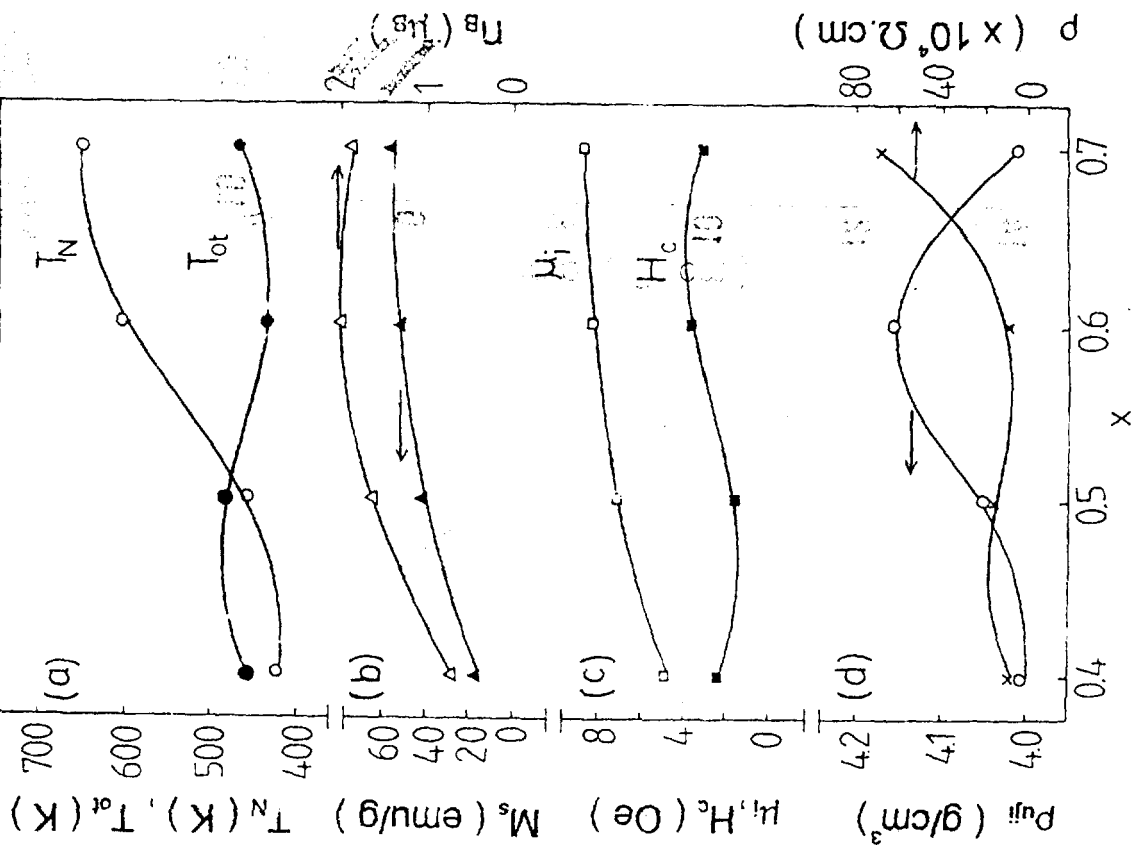 T_N (K), T_ot (K)
700
600
500
400
(a)
T_N
T_ot
M_s (emu/g)
60
40
20
0
(b)
n_B (μ_B)
2
1
0
μ_i, H_c (Oe)
8
4
0
(c)
μ_i
H_c
ρ_uji (g/cm³)
4.2
4.1
4.0
(d)
ρ (x10⁴ Ω.cm)
80
40
0
0.4
0.5
0.6
0.7
x